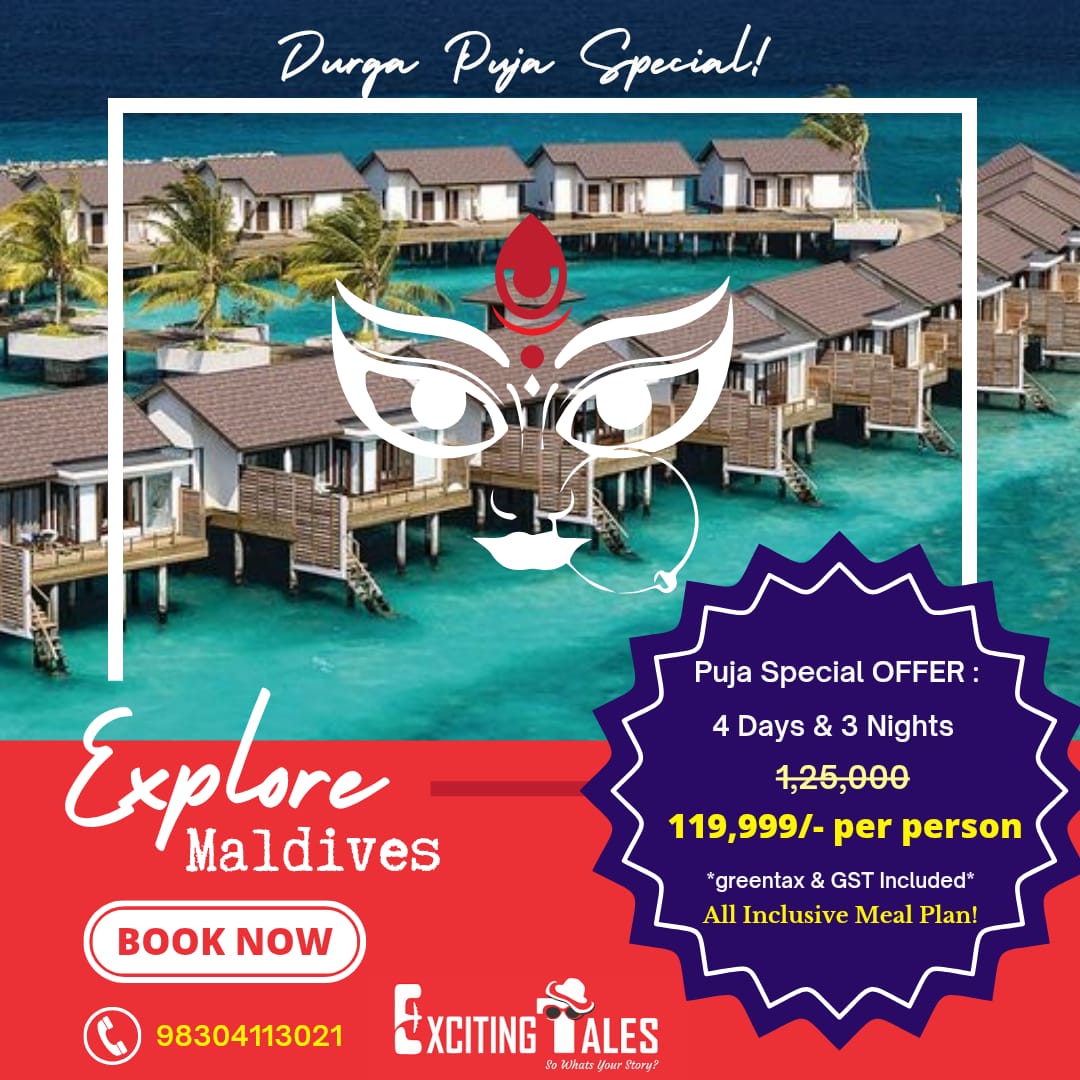 Durga Puja Special!
Puja Special OFFER :
4 Days & 3 Nights
1,25,000
119,999/- per person
*greentax & GST Included*
All Inclusive Meal Plan!
Explore
Maldives
BOOK NOW
98304113021
EXCITING TALES
So Whats Your Story?